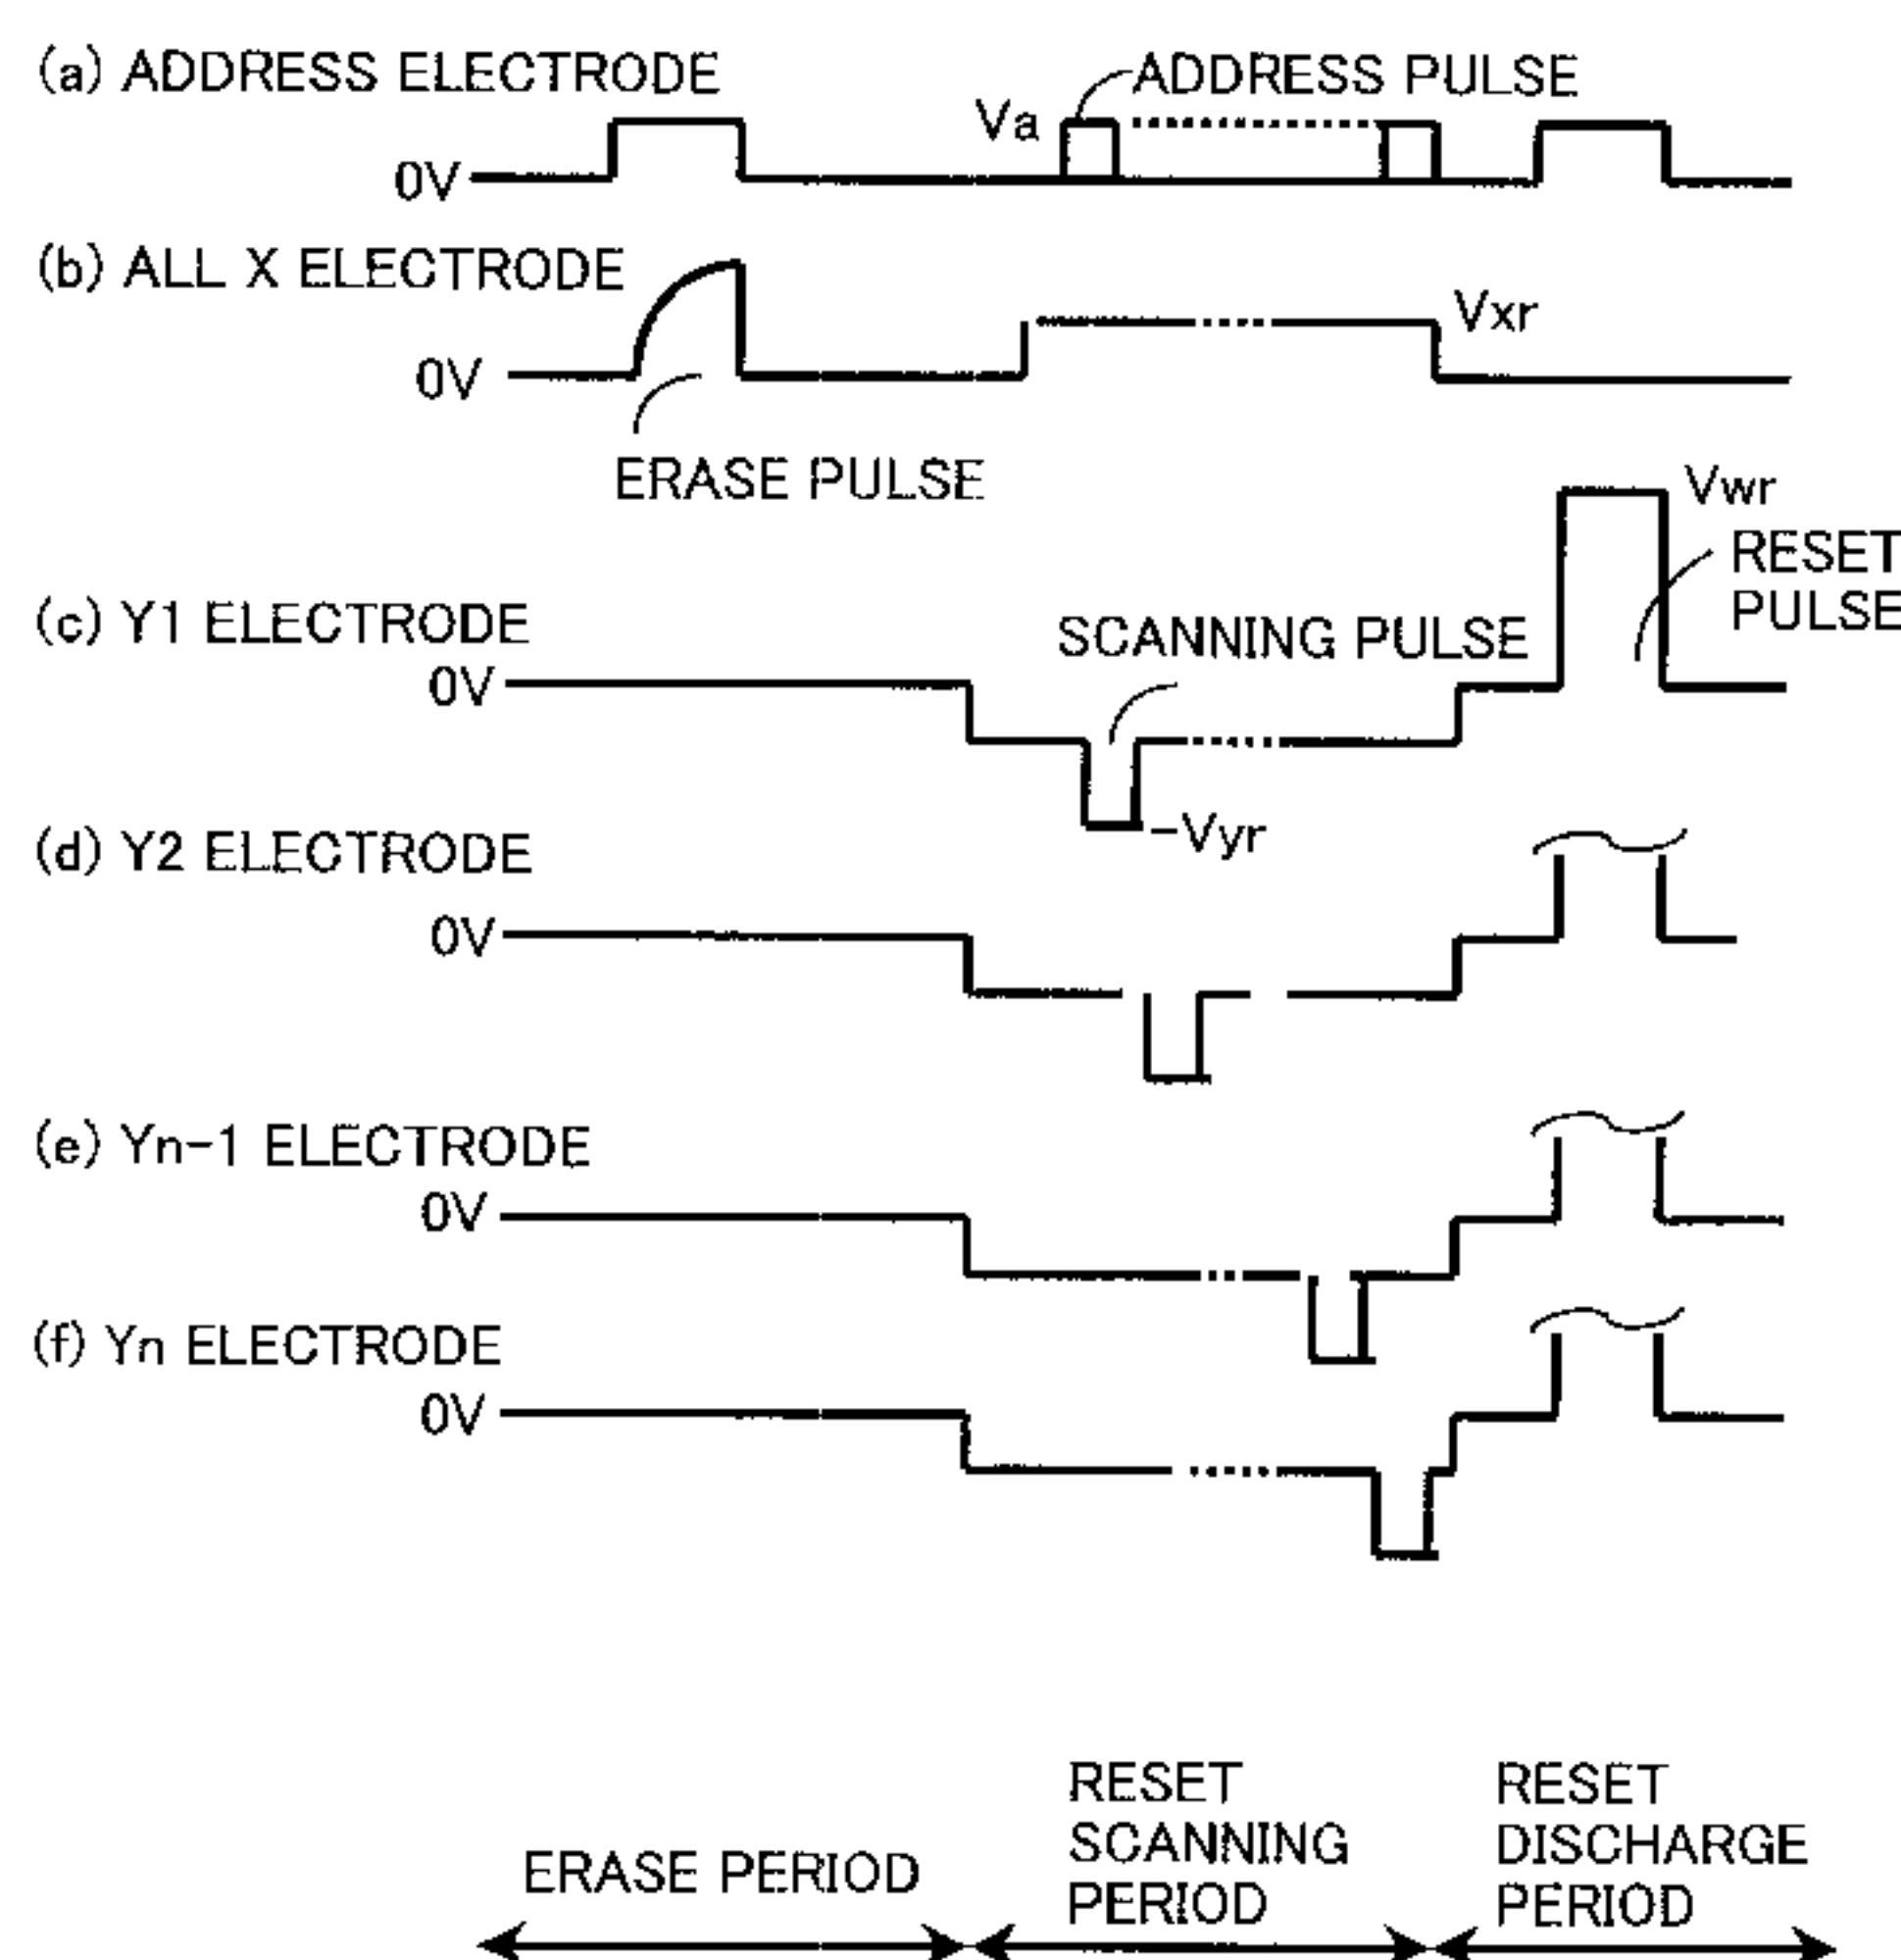 (a) ADDRESS ELECTRODE
ADDRESS PULSE
Va
0V
(b) ALL X ELECTRODE
Vxr
0V
ERASE PULSE
Vwr
RESET
PULSE
(c) Y1 ELECTRODE
SCANNING PULSE
0V
-Vyr
(d) Y2 ELECTRODE
0V
(e) Yn-1 ELECTRODE
0V
(f) Yn ELECTRODE
0V
ERASE PERIOD
RESET
SCANNING
PERIOD
RESET
DISCHARGE
PERIOD